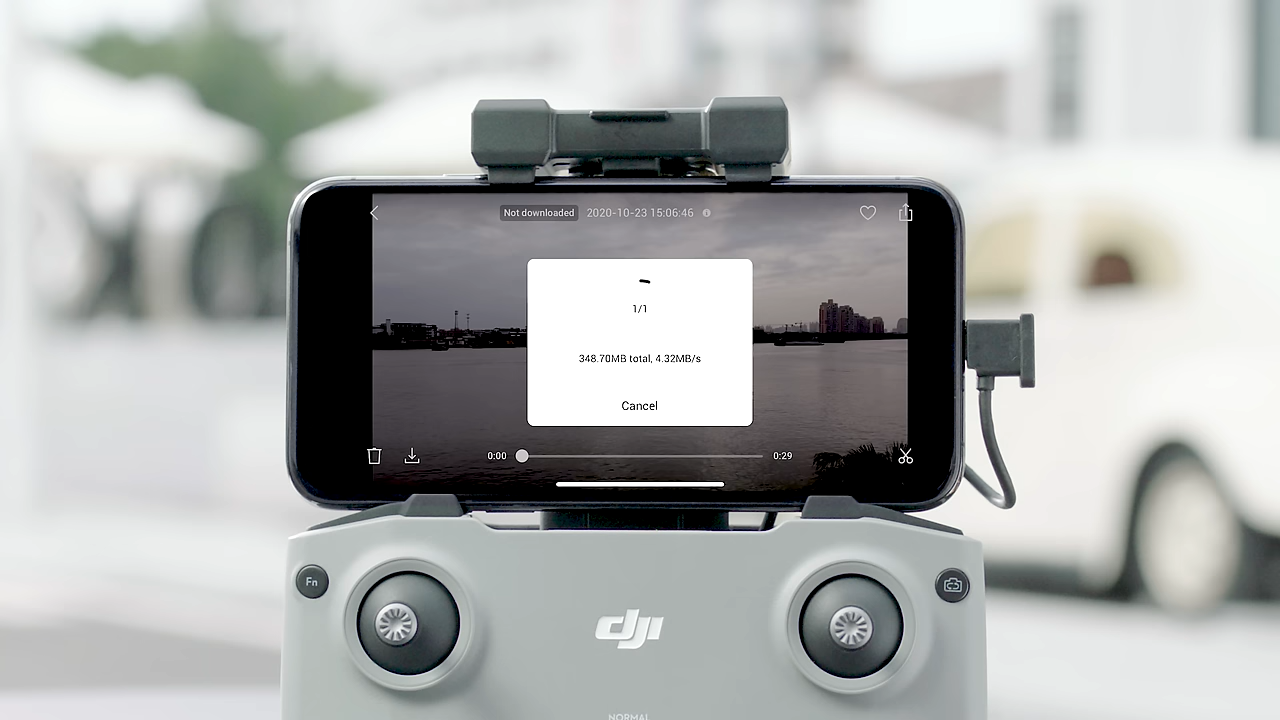 Not downloaded 2020-10-23 15:06:46
1/1
348.70MB total, 4.32MB/s
Cancel
0:00 0:29
Fn
dji
NORMAL